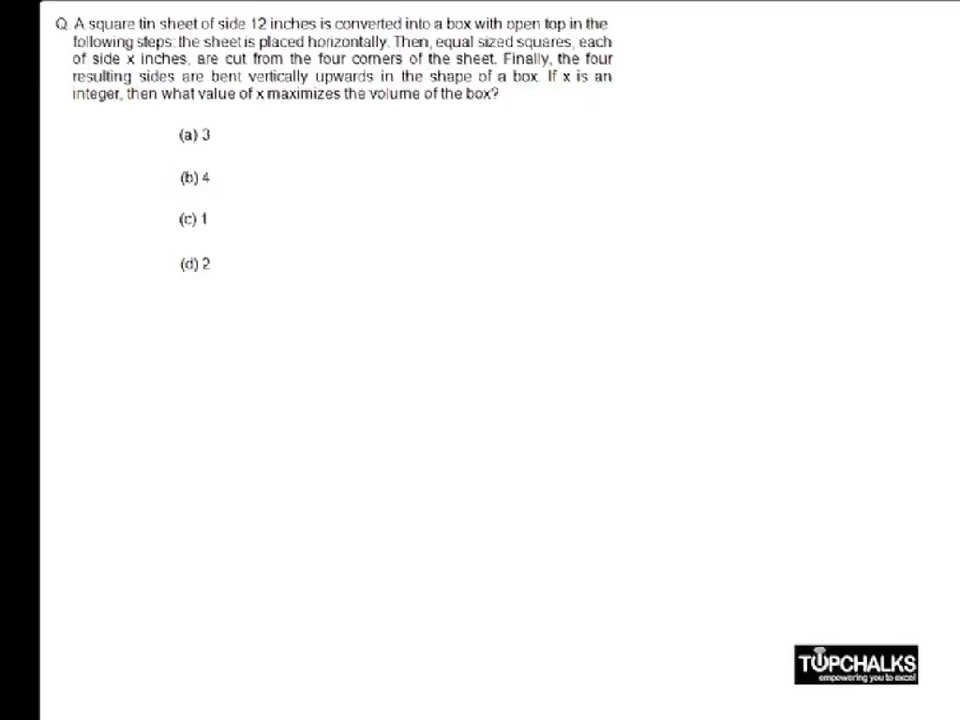 Q A square tin sheet of side 12 inches is converted into a box with open top in the
following steps: the sheet is placed horizontally. Then, equal sized squares, each
of side x inches, are cut from the four corners of the sheet. Finally, the four
resulting sides are bent vertically upwards in the shape of a box. If x is an
integer, then what value of x maximizes the volume of the box?
(a) 3
(b) 4
(c) 1
(d) 2
TOPCHALKS
empowering you to excel